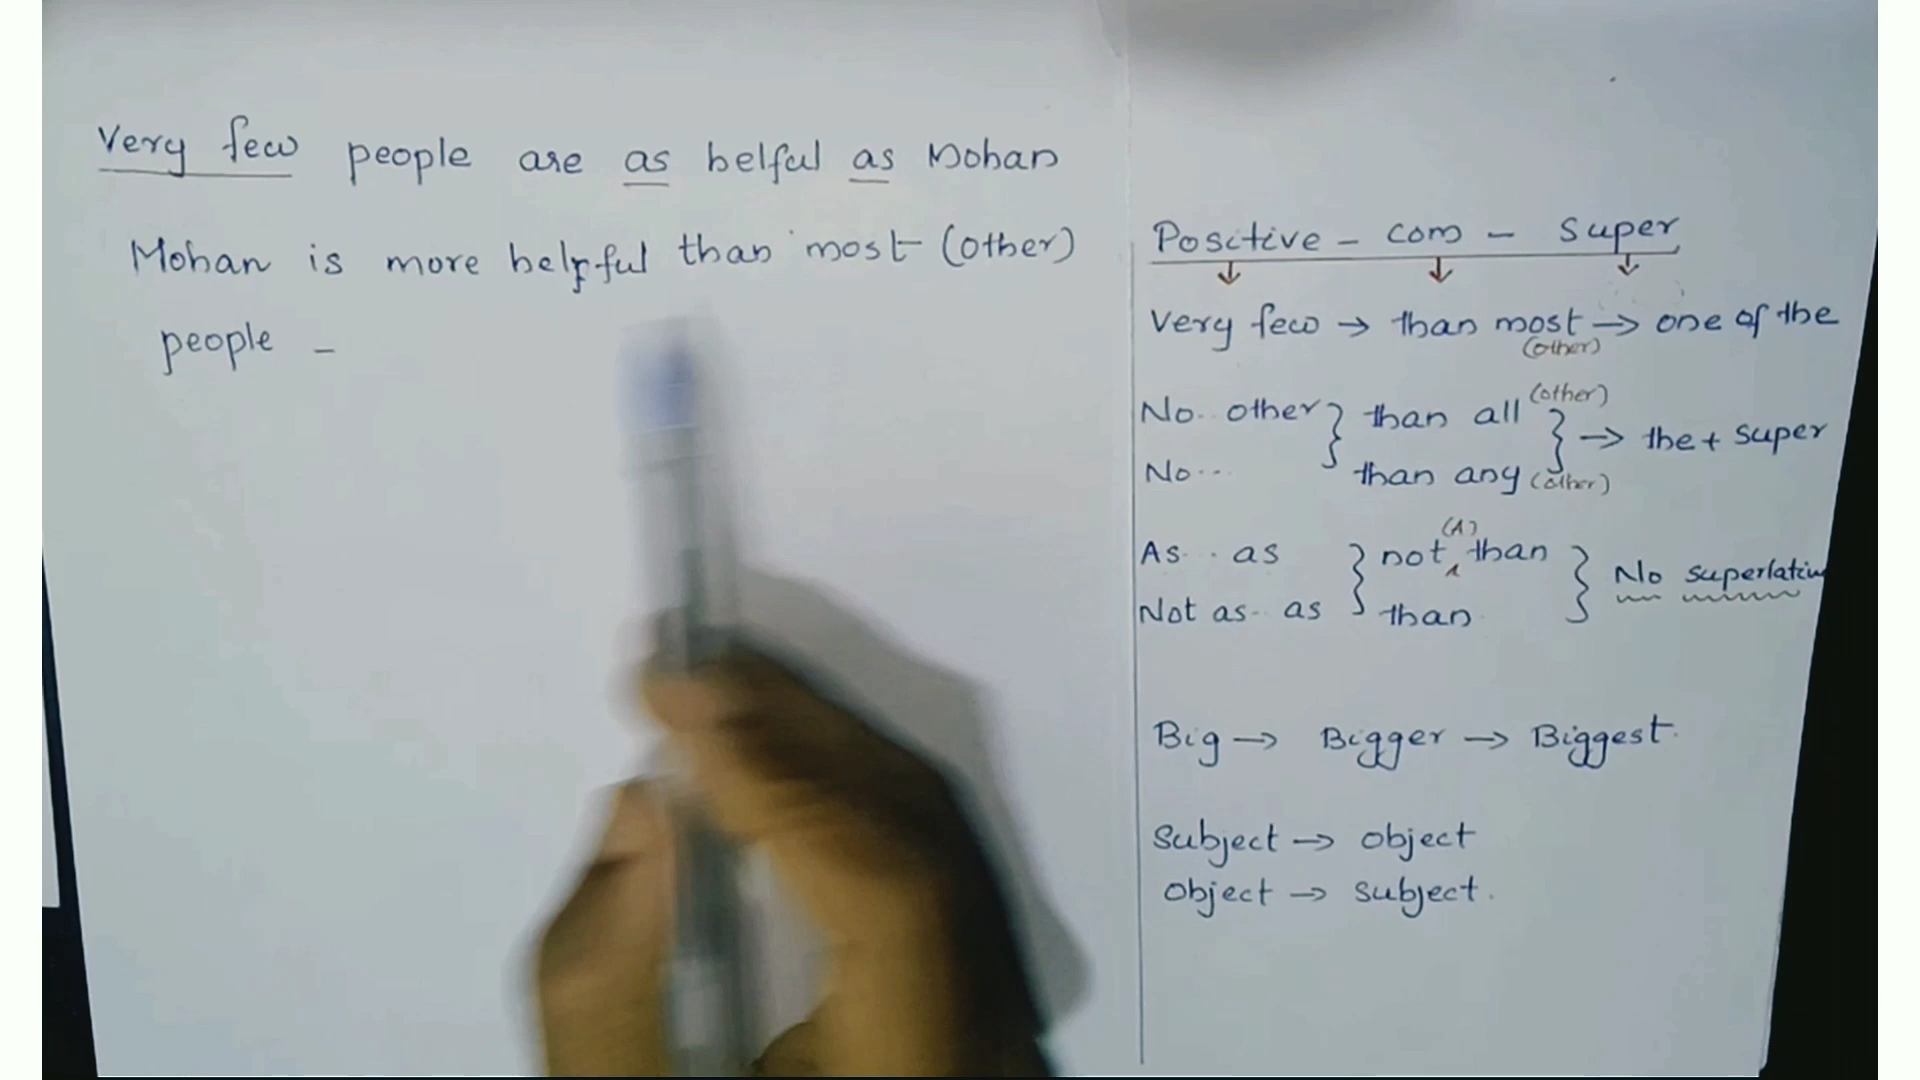 Very few people are as belful as Mohan
Mohan is more helpful than most (other)
people -
Positive - com - Super
Very few → than most → one of the
(other)
No.. other } than all (other) } → the + super
No... than any (other)
As.. as } not (A) than } No superlative
Not as.. as than
Big → Bigger → Biggest.
Subject → object
object → subject.